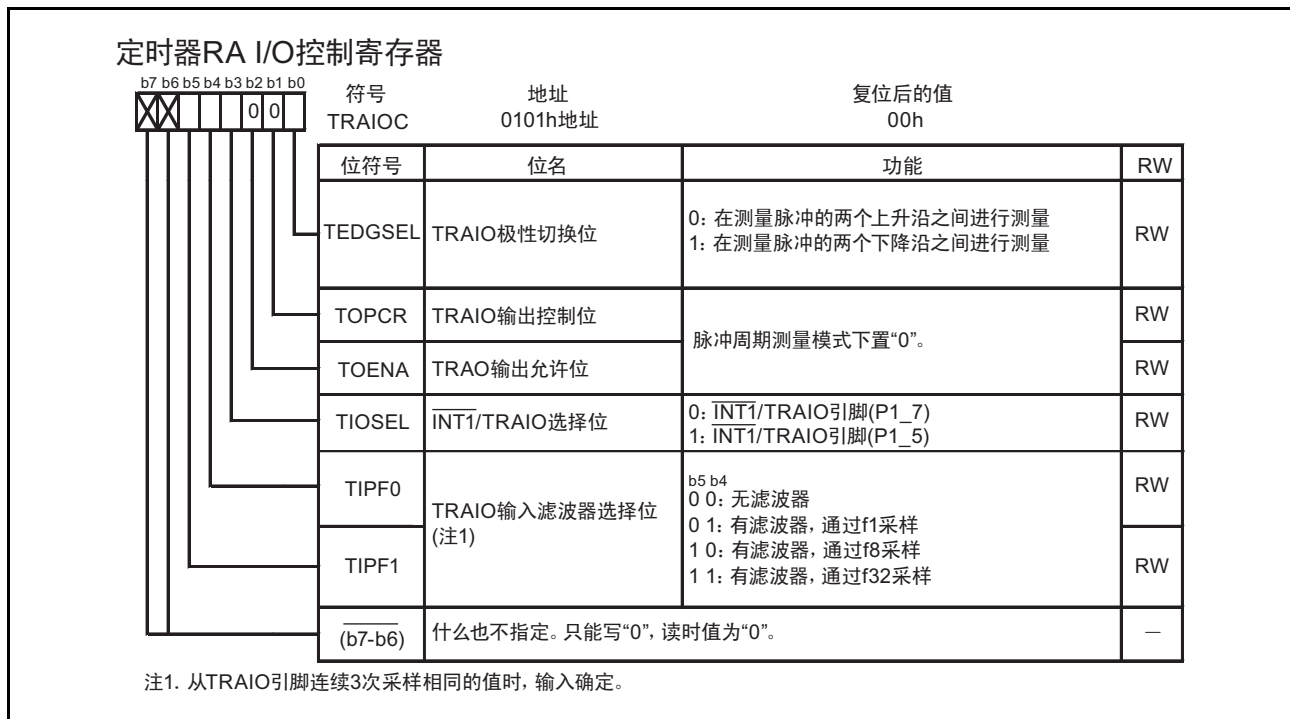 定时器RA I/O控制寄存器
b7 b6 b5 b4 b3 b2 b1 b0
0 0
符号 地址 复位后的值
TRAIOC 0101h地址 00h
位符号 位名 功能 RW
TEDGSEL TRAIO极性切换位 0: 在测量脉冲的两个上升沿之间进行测量 RW
1: 在测量脉冲的两个下降沿之间进行测量
TOPCR TRAIO输出控制位 脉冲周期测量模式下置“0”。 RW
TOENA TRAO输出允许位 RW
TIOSEL INT1/TRAIO选择位 0: INT1/TRAIO引脚(P1_7) RW
1: INT1/TRAIO引脚(P1_5)
TIPF0 TRAIO输入滤波器选择位 b5 b4 RW
(注1) 0 0: 无滤波器
0 1: 有滤波器, 通过f1采样
TIPF1 1 0: 有滤波器, 通过f8采样 RW
1 1: 有滤波器, 通过f32采样
(b7-b6) 什么也不指定。只能写“0”, 读时值为“0”。 —
注1. 从TRAIO引脚连续3次采样相同的值时, 输入确定。